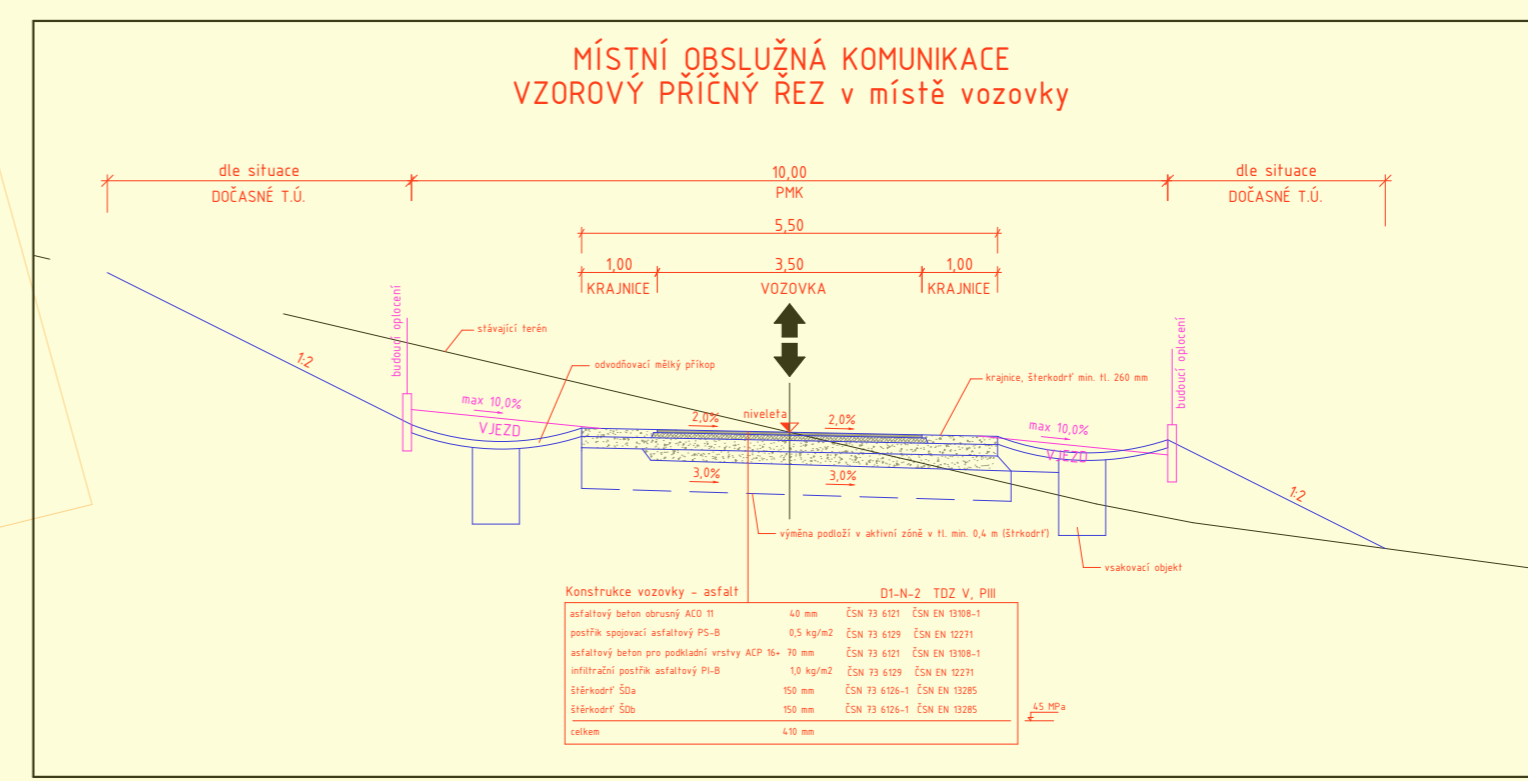 MÍSTNÍ OBSLUŽNÁ KOMUNIKACE
VZOROVÝ PŘÍČNÝ ŘEZ v místě vozovky
dle situace
DOČASNÉ T.Ú.
10,00
PMK
dle situace
DOČASNÉ T.Ú.
5,50
1,00
3,50
1,00
KRAJNICE
VOZOVKA
KRAJNICE
budoucí oplocení
budoucí oplocení
stávající terén
1:2
odvodňovací mělký příkop
krajnice, šterkodrť min. tl. 260 mm
max 10,0%
VJEZD
2,0%
niveleta
2,0%
max 10,0%
VJEZD
3,0%
3,0%
1:2
výměna podloží v aktivní zóně v tl. min. 0,4 m (štrkodrť)
vsakovací objekt
Konstrukce vozovky - asfalt D1-N-2 TDZ V, PIII
asfaltový beton obrusný ACO 11 40 mm ČSN 73 6121 ČSN EN 13108-1
postřik spojovací asfaltový PS-B 0,5 kg/m2 ČSN 73 6129 ČSN EN 12271
asfaltový beton pro podkladní vrstvy ACP 16+ 70 mm ČSN 73 6121 ČSN EN 13108-1
infiltrační postřik asfaltový PI-B 1,0 kg/m2 ČSN 73 6129 ČSN EN 12271
štěrkodrť ŠDa 150 mm ČSN 73 6126-1 ČSN EN 13285
štěrkodrť ŠDb 150 mm ČSN 73 6126-1 ČSN EN 13285
45 MPa
celkem 410 mm